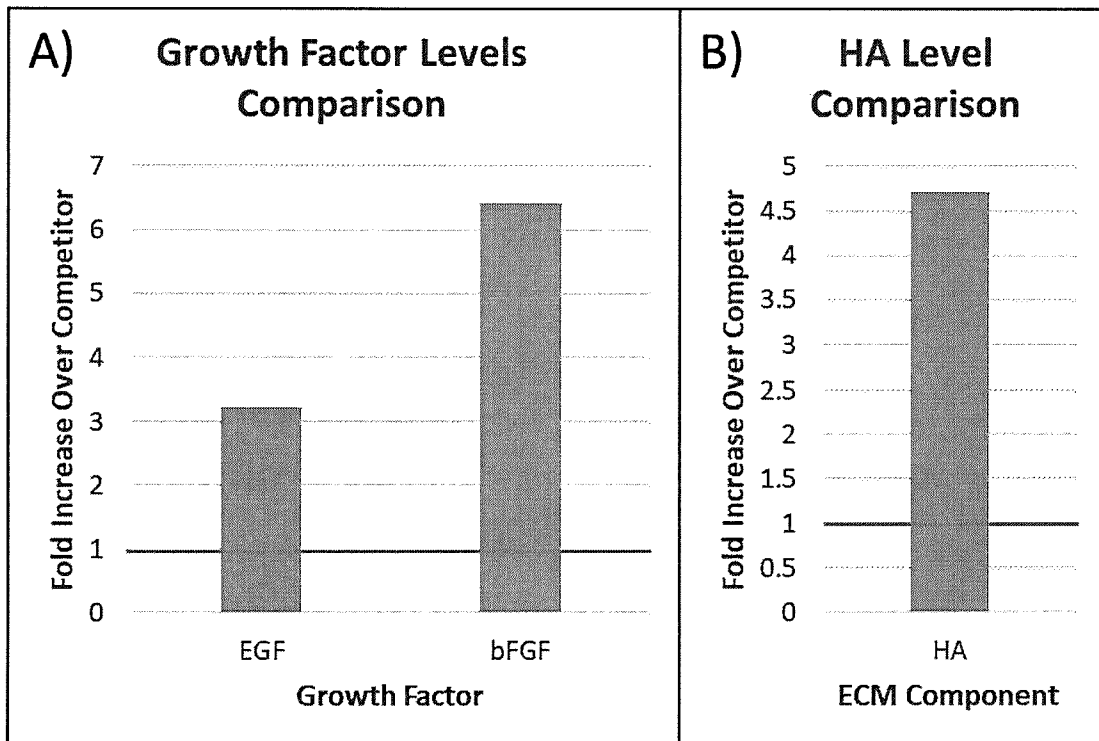 A)
Growth Factor Levels
Comparison
Fold Increase Over Competitor
7
6
5
4
3
2
1
0
EGF bFGF
Growth Factor
B)
HA Level
Comparison
Fold Increase Over Competitor
5
4.5
4
3.5
3
2.5
2
1.5
1
0.5
0
HA
ECM Component